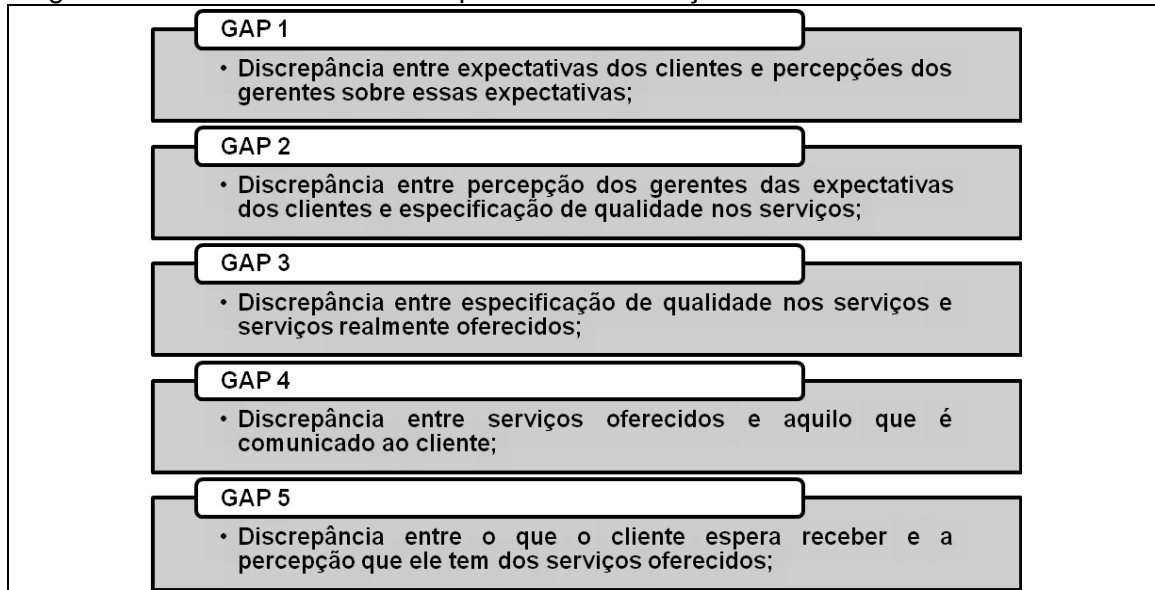 GAP 1
• Discrepância entre expectativas dos clientes e percepções dos
gerentes sobre essas expectativas;
GAP 2
• Discrepância entre percepção dos gerentes das expectativas
dos clientes e especificação de qualidade nos serviços;
GAP 3
• Discrepância entre especificação de qualidade nos serviços e
serviços realmente oferecidos;
GAP 4
• Discrepância entre serviços oferecidos e aquilo que é
comunicado ao cliente;
GAP 5
• Discrepância entre o que o cliente espera receber e a
percepção que ele tem dos serviços oferecidos;